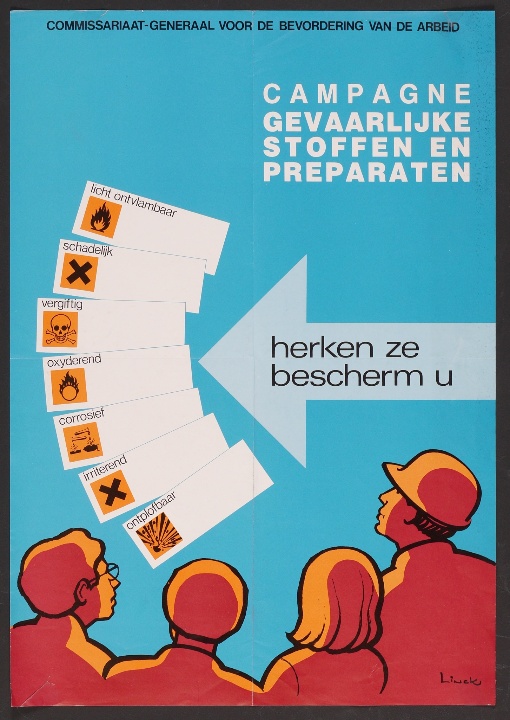 COMMISSARIAAT-GENERAAL VOOR DE BEVORDERING VAN DE ARBEID
CAMPAGNE
GEVAARLIJKE
STOFFEN EN
PREPARATEN
licht ontvlambaar
schadelijk
vergiftig
oxyderend
corrosief
irriterend
ontplofbaar
herken ze
bescherm u